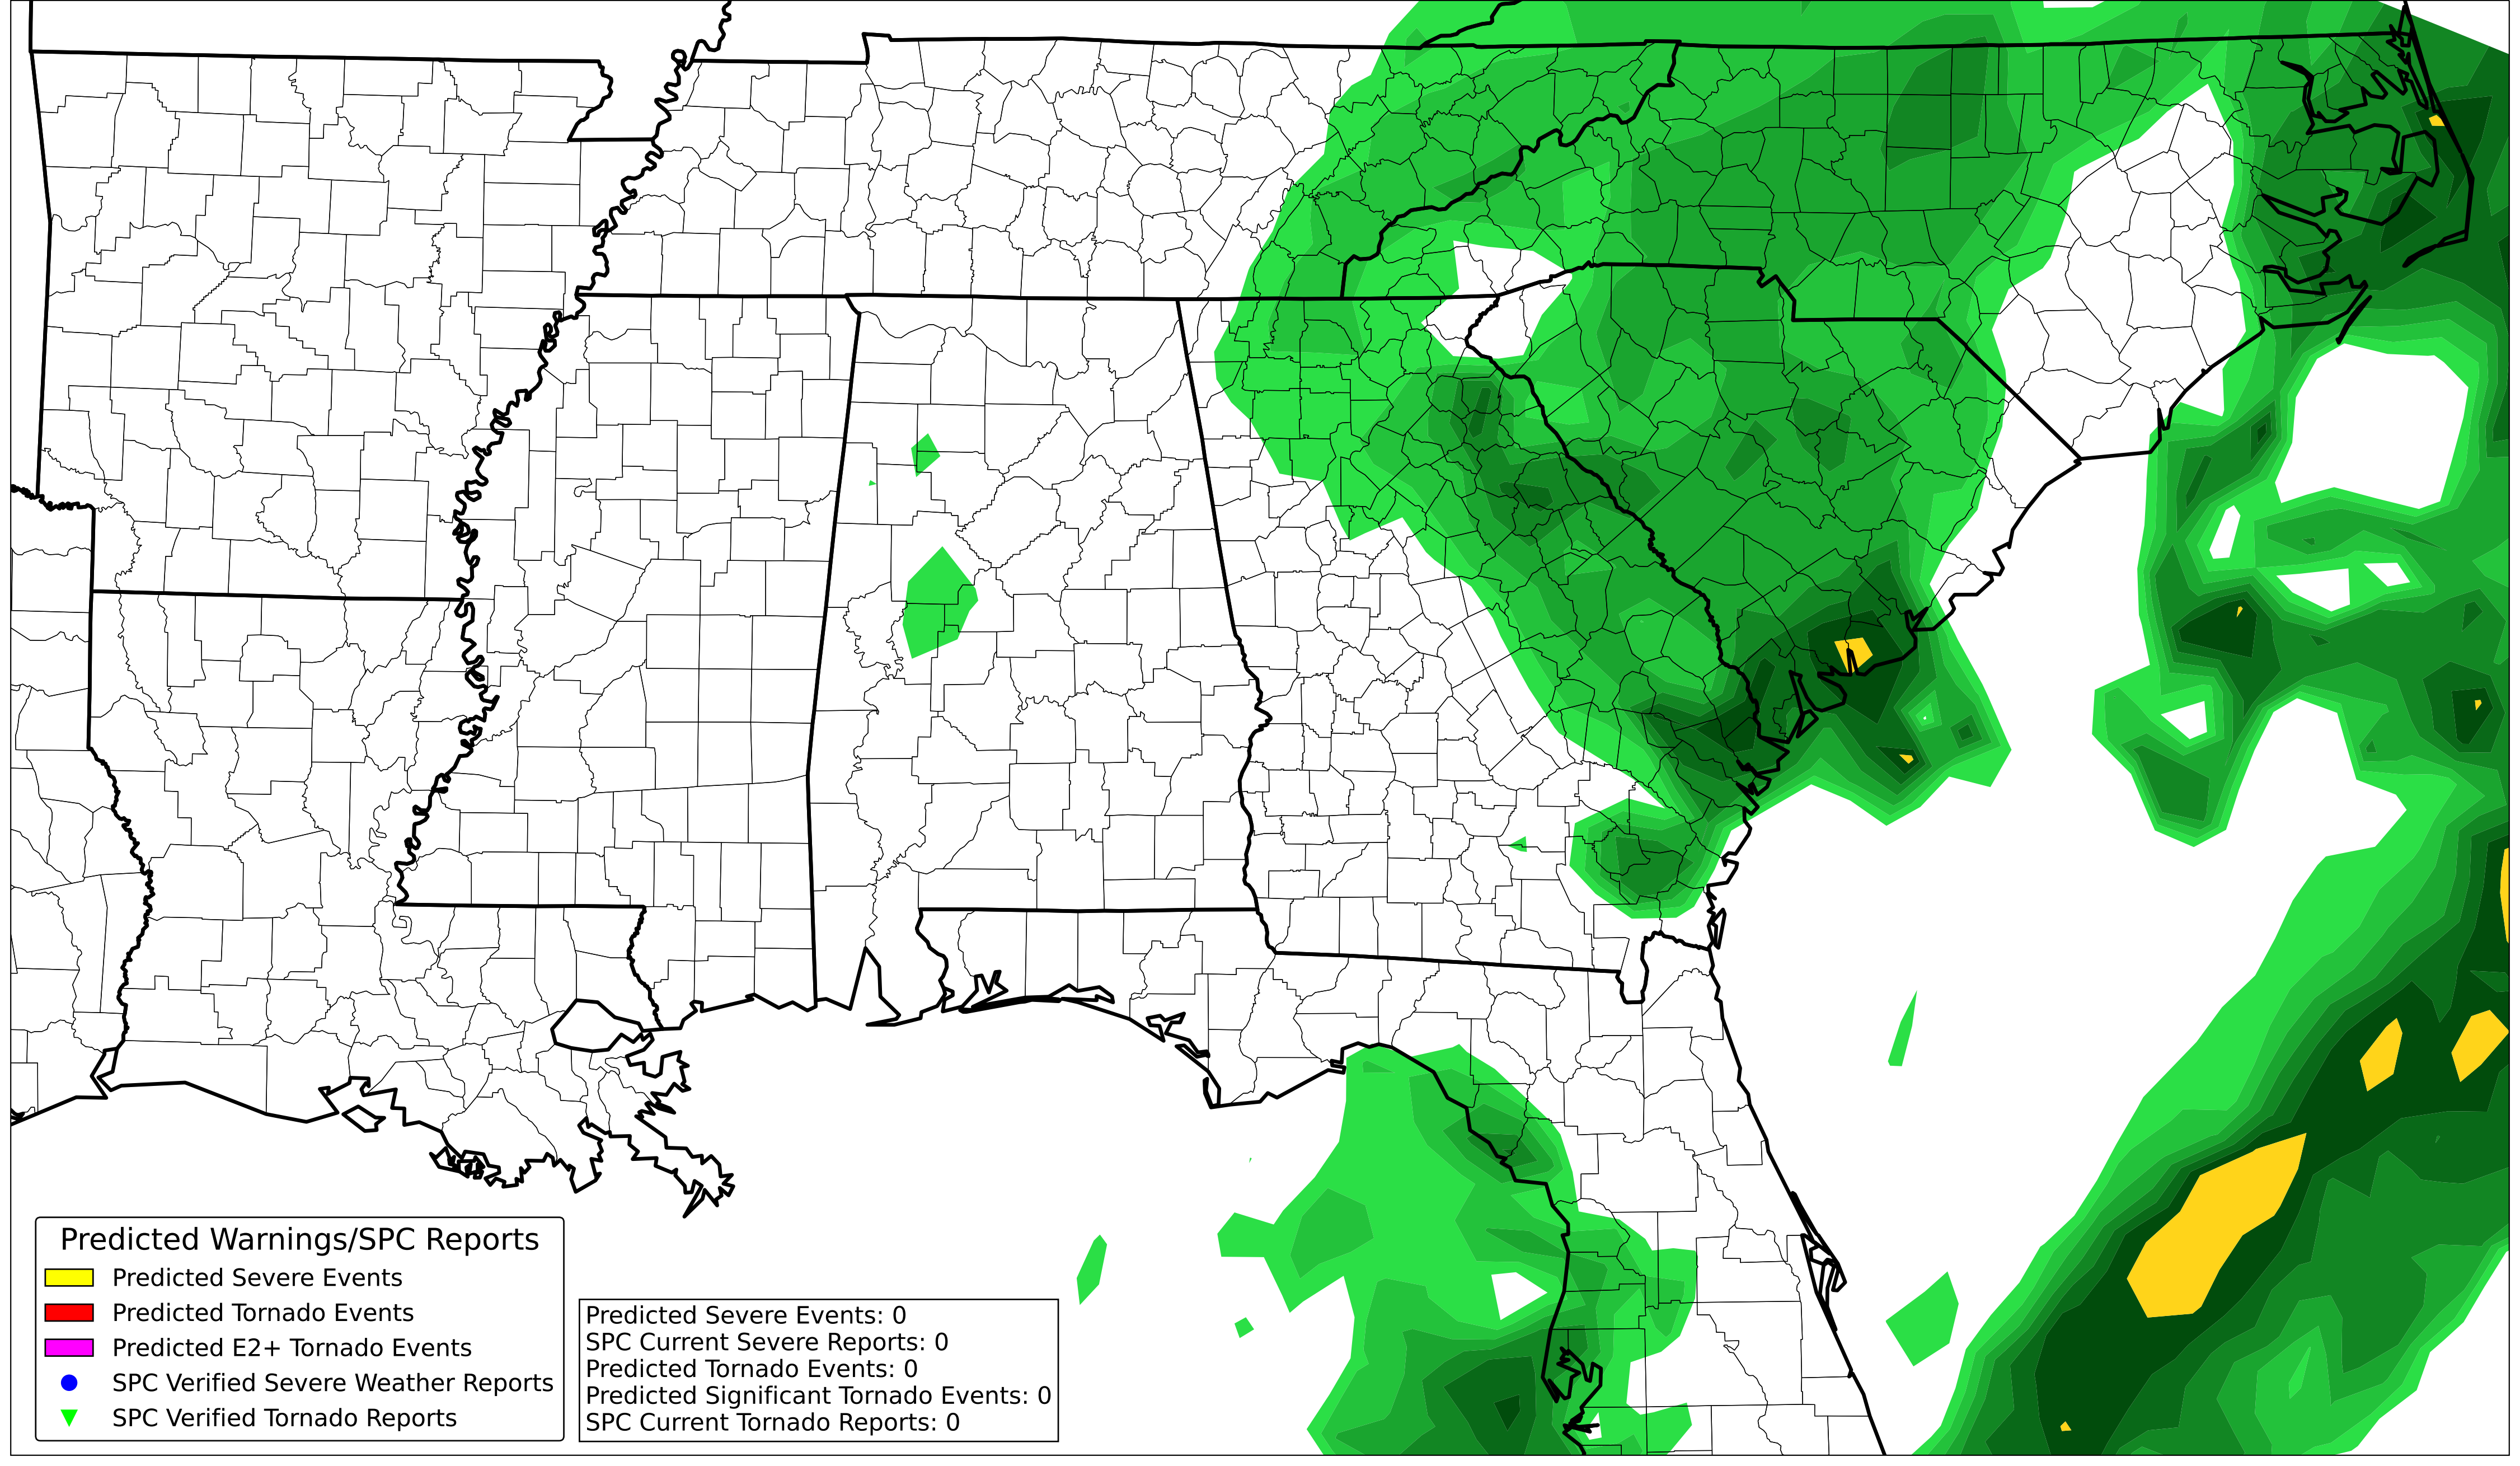 Predicted Warnings/SPC Reports
Predicted Severe Events
Predicted Tornado Events
Predicted E2+ Tornado Events
SPC Verified Severe Weather Reports
SPC Verified Tornado Reports
Predicted Severe Events: 0
SPC Current Severe Reports: 0
Predicted Tornado Events: 0
Predicted Significant Tornado Events: 0
SPC Current Tornado Reports: 0